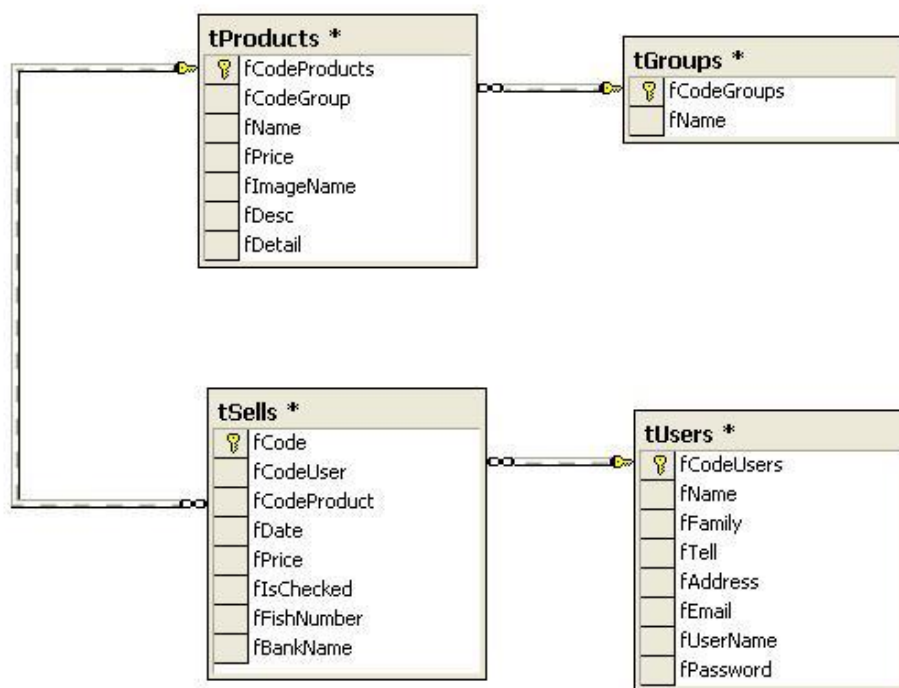 tProducts *
fCodeProducts
fCodeGroup
fName
fPrice
fImageName
fDesc
fDetail
tGroups *
fCodeGroups
fName
tSells *
fCode
fCodeUser
fCodeProduct
fDate
fPrice
fIsChecked
fFishNumber
fBankName
tUsers *
fCodeUsers
fName
fFamily
fTell
fAddress
fEmail
fUserName
fPassword